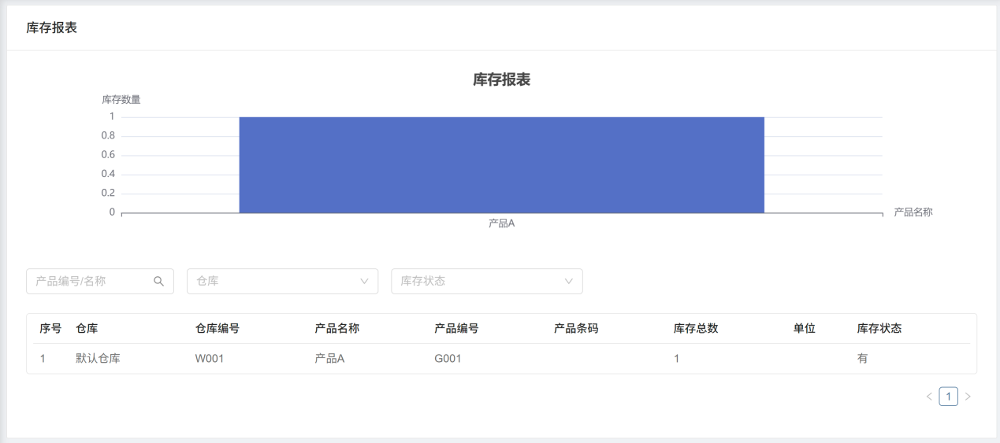 库存报表
库存报表
库存数量
1
0.8
0.6
0.4
0.2
0
产品名称
产品A
产品编号/名称 仓库 库存状态
序号 仓库 仓库编号 产品名称 产品编号 产品条码 库存总数 单位 库存状态
1 默认仓库 W001 产品A G001 1 有
< 1 >